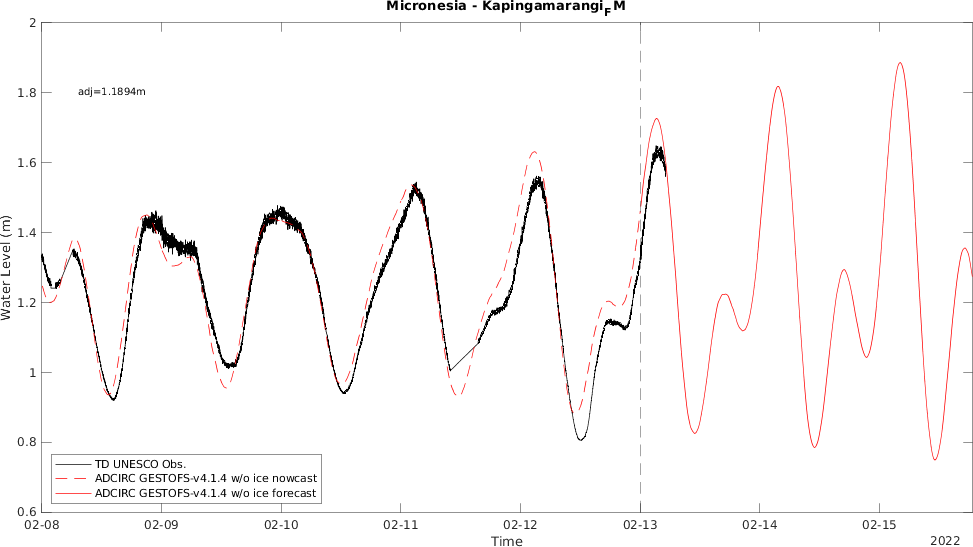 Micronesia - Kapingamarangi_FM
2
1.8
adj=1.1894m
1.6
1.4
1.2
Water Level (m)
1
0.8
TD UNESCO Obs.
ADCIRC GESTOFS-v4.1.4 w/o ice nowcast
ADCIRC GESTOFS-v4.1.4 w/o ice forecast
0.6
02-08 02-09 02-10 02-11 02-12 02-13 02-14 02-15
Time
2022